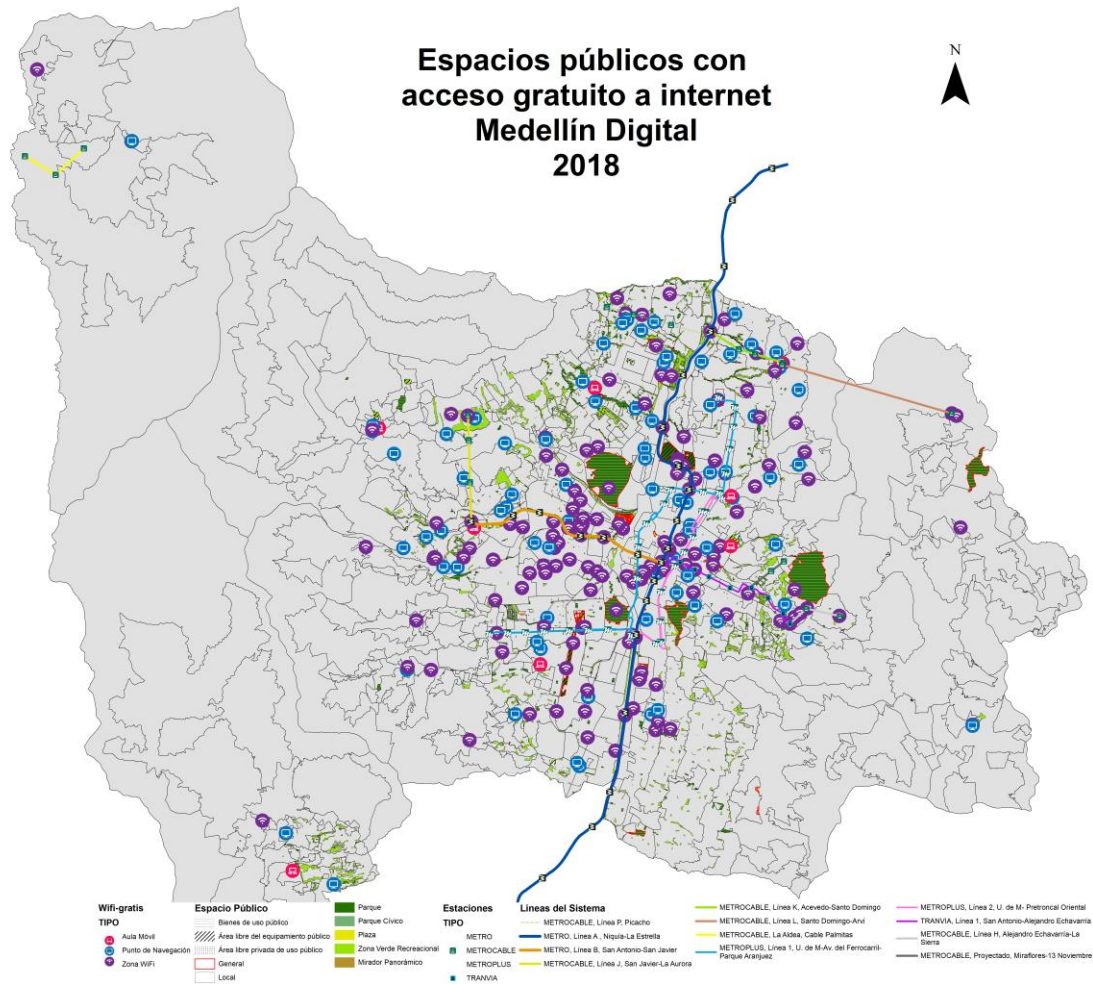 Espacios públicos con
acceso gratuito a internet
Medellín Digital
2018
N
Wifi-gratis
TIPO
Aula Móvil
Punto de Navegación
Zona WiFi
Espacio Público
Bienes de uso público
Área libre del equipamiento público
Área libre privada de uso público
General
Local
Parque
Parque Cívico
Plaza
Zona Verde Recreacional
Mirador Panorámico
Estaciones
TIPO
METRO
METROCABLE
METROPLUS
TRANVIA
Líneas del Sistema
METROCABLE, Línea P, Picacho
METRO, Línea A , Niquía-La Estrella
METRO, Línea B, San Antonio-San Javier
METROCABLE, Línea J, San Javier-La Aurora
METROCABLE, Línea K, Acevedo-Santo Domingo
METROCABLE, Línea L, Santo Domingo-Arví
METROCABLE, La Aldea, Cable Palmitas
METROPLUS, Línea 1, U. de M-Av. del Ferrocarril-
Parque Aranjuez
METROPLUS, Línea 2, U. de M- Pretroncal Oriental
TRANVIA, Línea 1, San Antonio-Alejandro Echavarría
METROCABLE, Línea H, Alejandro Echavarría-La
Sierra
METROCABLE, Proyectado, Miraflores-13 Noviembre